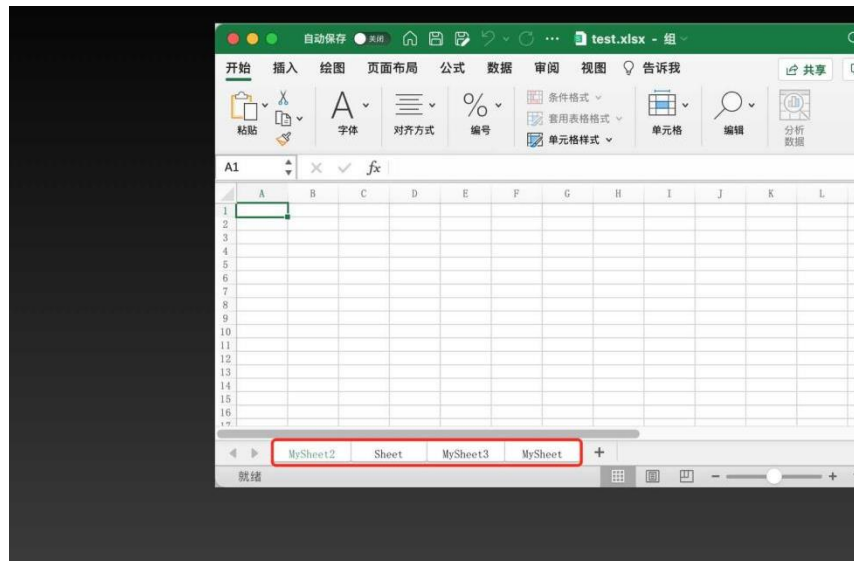 自动保存 关闭 ... test.xlsx - 组
开始 插入 绘图 页面布局 公式 数据 审阅 视图 告诉我 共享
粘贴 字体 对齐方式 % 编号 条件格式 套用表格格式 单元格样式 单元格 编辑 分析数据
A1 fx
A B C D E F G H I J K L
1
2
3
4
5
6
7
8
9
10
11
12
13
14
15
16
17
MySheet2 Sheet MySheet3 MySheet +
就绪 - +